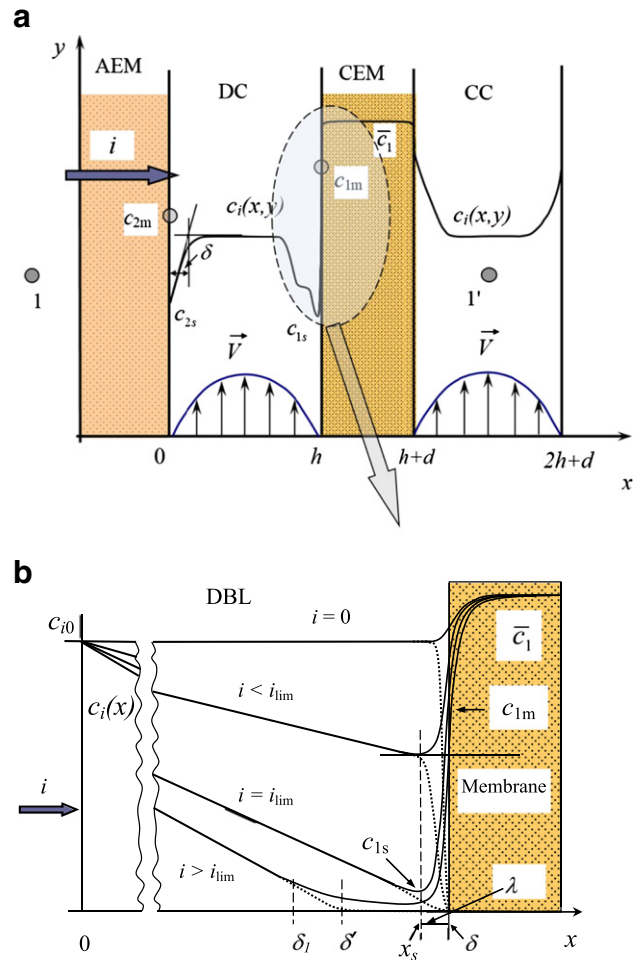 a
y
AEM
DC
CEM
CC
i
c̄₁
c₁ₘ
c₂ₘ
cᵢ(x,y)
cᵢ(x,y)
δ
1
1'
c₂ₛ
c₁ₛ
V⃗
V⃗
0
h
h+d
2h+d
x
b
DBL
cᵢ₀
i = 0
c̄₁
cᵢ(x)
i < iₗᵢₘ
c₁ₘ
i
i = iₗᵢₘ
Membrane
c₁ₛ
i > iₗᵢₘ
λ
0
δ₁
δ'
xₛ
δ
x